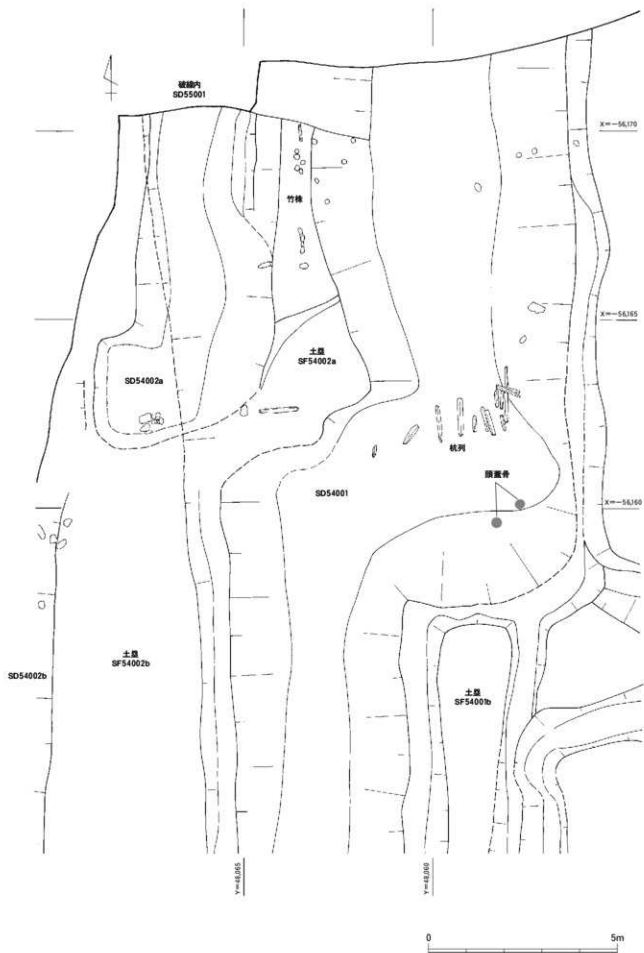 破線内
SD55001
X=-56,170
竹株
X=-56,165
土塁
SF54002a
SD54002a
杭列
頭蓋骨
SD54001
X=-56,160
土塁
SF54002b
SD54002b
土塁
SF54001b
Y=48,065
Y=48,060
0
5m